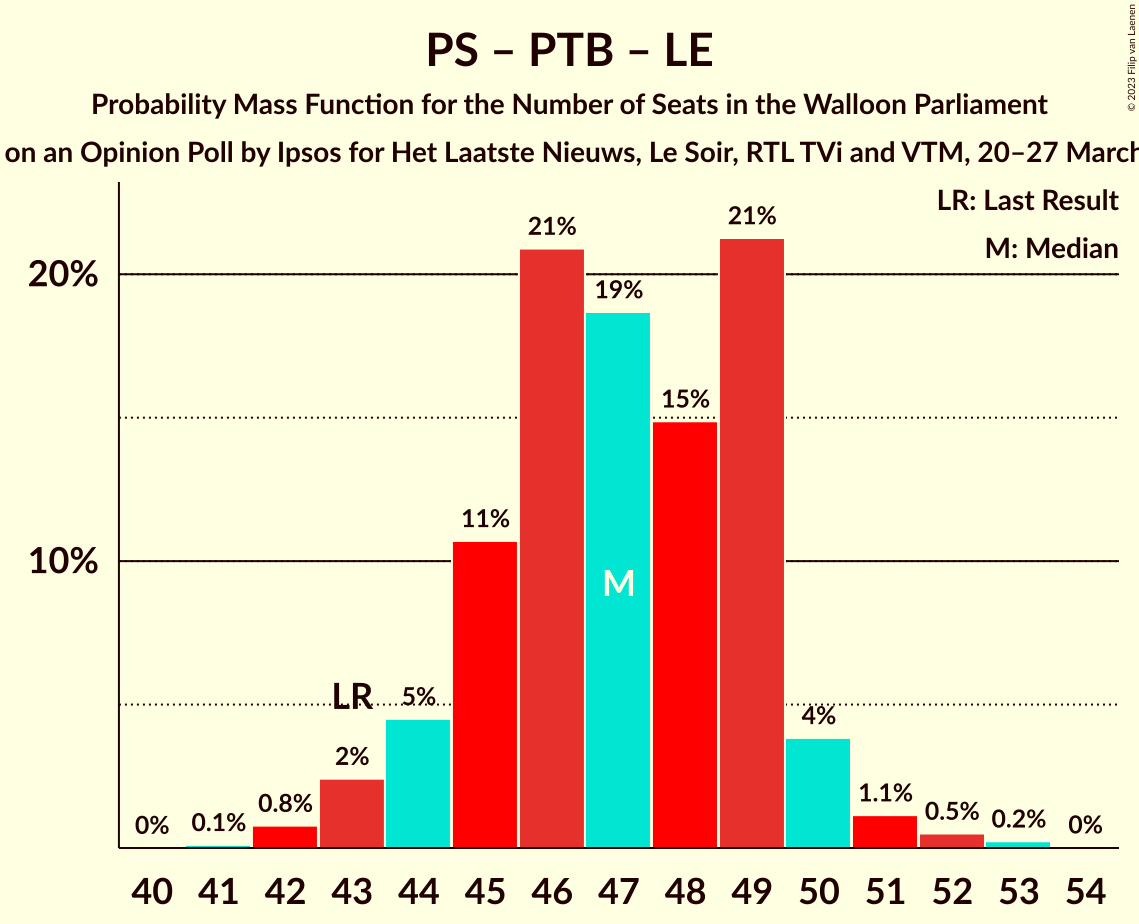 PS – PTB – LE
Probability Mass Function for the Number of Seats in the Walloon Parliament
on an Opinion Poll by Ipsos for Het Laatste Nieuws, Le Soir, RTL TVi and VTM, 20–27 March
© 2023 Filip van Laenen
LR: Last Result
M: Median
20%
10%
0%
0.1%
0.8%
2%
LR
5%
11%
21%
19%
M
15%
21%
4%
1.1%
0.5%
0.2%
0%
40 41 42 43 44 45 46 47 48 49 50 51 52 53 54